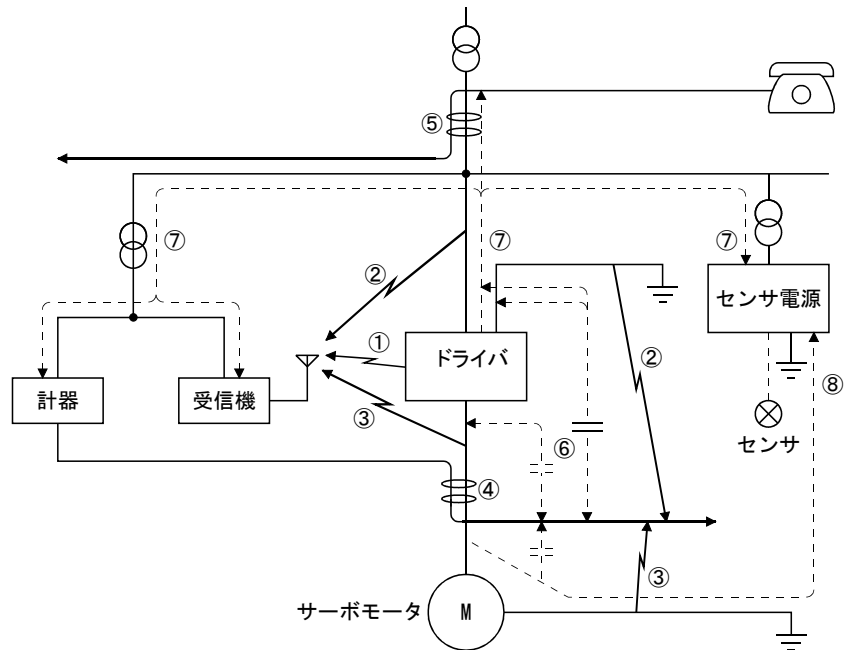 ⑤
⑦
⑦
⑦
②
センサ電源
①
ドライバ
②
⑧
計器
受信機
③
⑥
センサ
④
③
サーボモータ
M